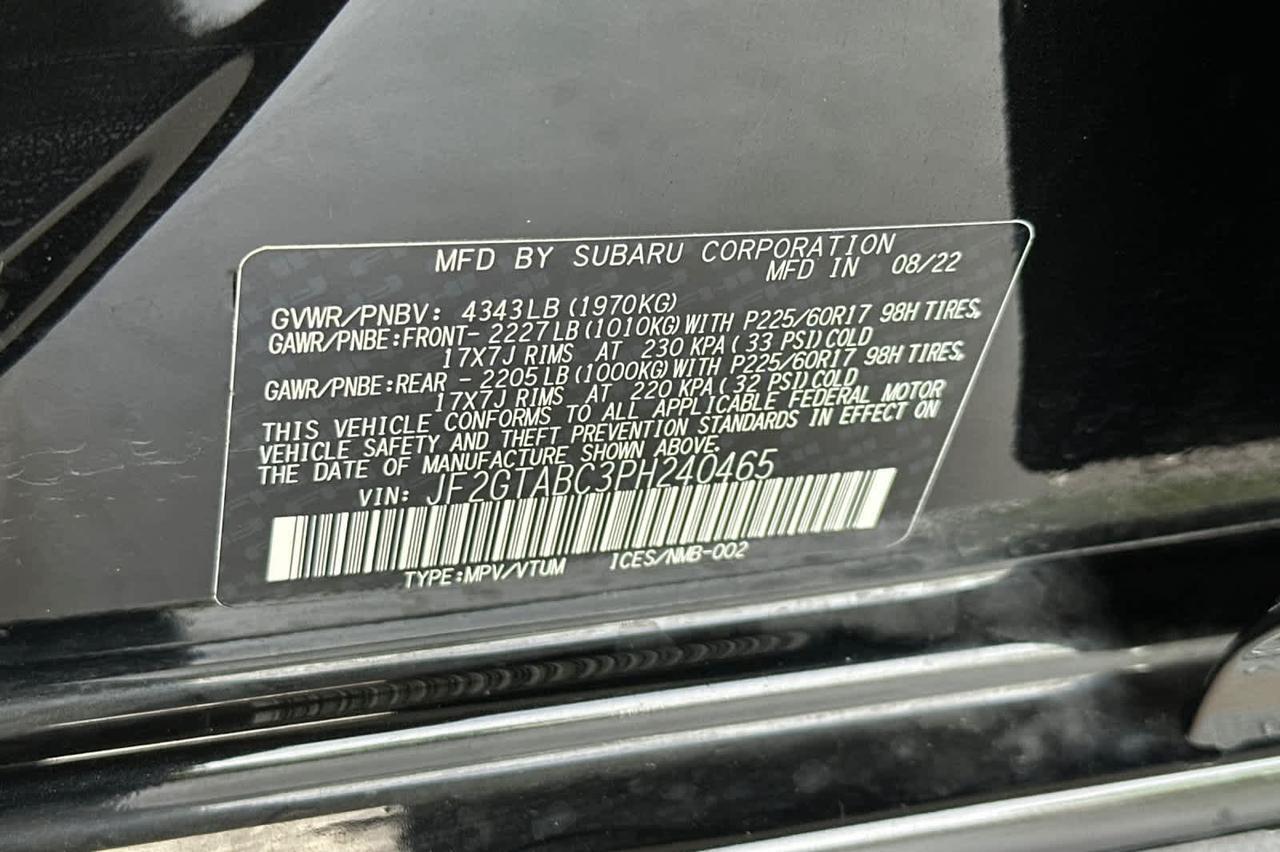 MFD BY SUBARU CORPORATION
MFD IN 08/22
GVWR/PNBV: 4343LB (1970KG)
GAWR/PNBE:FRONT- 2227LB (1010KG) WITH P225/60R17 98H TIRES,
17X7J RIMS AT 230 KPA ( 33 PSI) COLD
GAWR/PNBE:REAR - 2205LB (1000KG) WITH P225/60R17 98H TIRES,
17X7J RIMS AT 220 KPA ( 32 PSI) COLD
THIS VEHICLE CONFORMS TO ALL APPLICABLE FEDERAL MOTOR
VEHICLE SAFETY AND THEFT PREVENTION STANDARDS IN EFFECT ON
THE DATE OF MANUFACTURE SHOWN ABOVE.
VIN: JF2GTABC3PH240465
TYPE:MPV/VTUM ICES/NMB-002